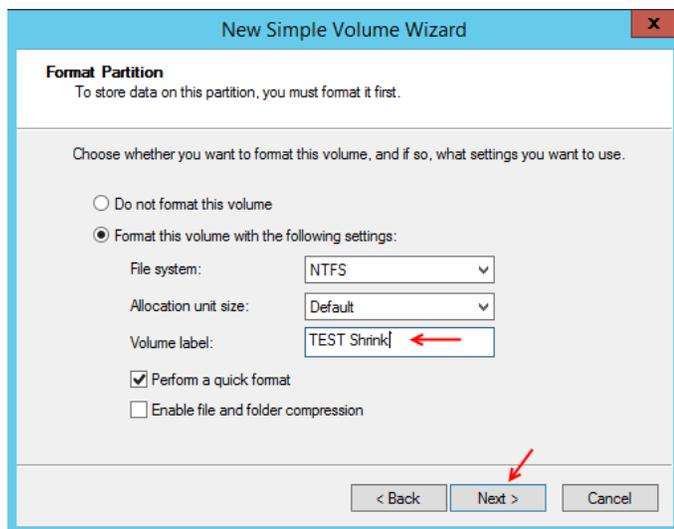 New Simple Volume Wizard
x
Format Partition
To store data on this partition, you must format it first.
Choose whether you want to format this volume, and if so, what settings you want to use.
Do not format this volume
Format this volume with the following settings:
File system: NTFS
Allocation unit size: Default
Volume label: TEST Shrink
Perform a quick format
Enable file and folder compression
< Back Next > Cancel